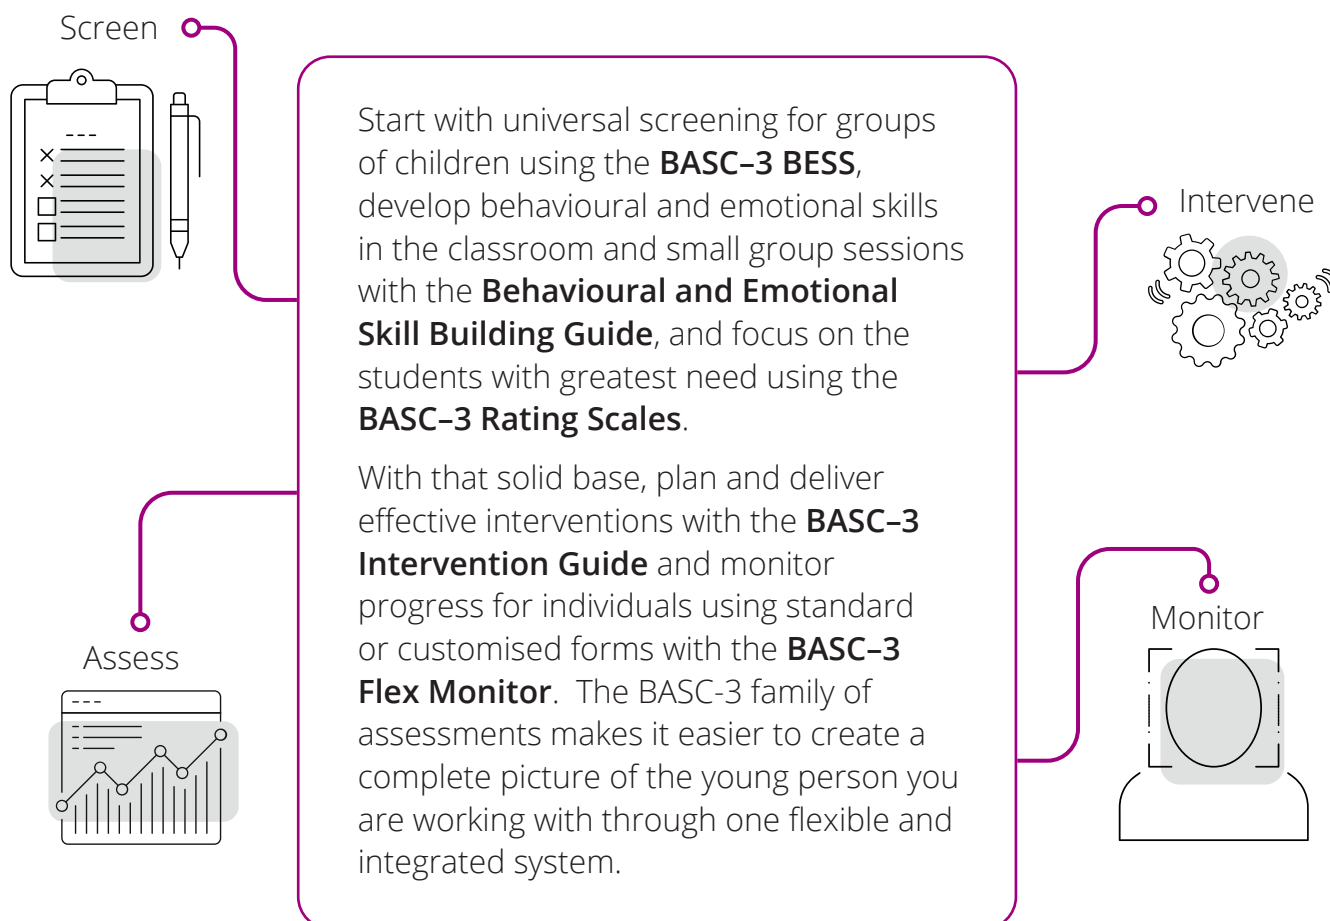 Screen
Start with universal screening for groups
of children using the BASC–3 BESS,
develop behavioural and emotional skills
in the classroom and small group sessions
with the Behavioural and Emotional
Skill Building Guide, and focus on the
students with greatest need using the
BASC–3 Rating Scales.
With that solid base, plan and deliver
effective interventions with the BASC–3
Intervention Guide and monitor
progress for individuals using standard
or customised forms with the BASC–3
Flex Monitor.  The BASC-3 family of
assessments makes it easier to create a
complete picture of the young person you
are working with through one flexible and
integrated system.
Intervene
Assess
Monitor